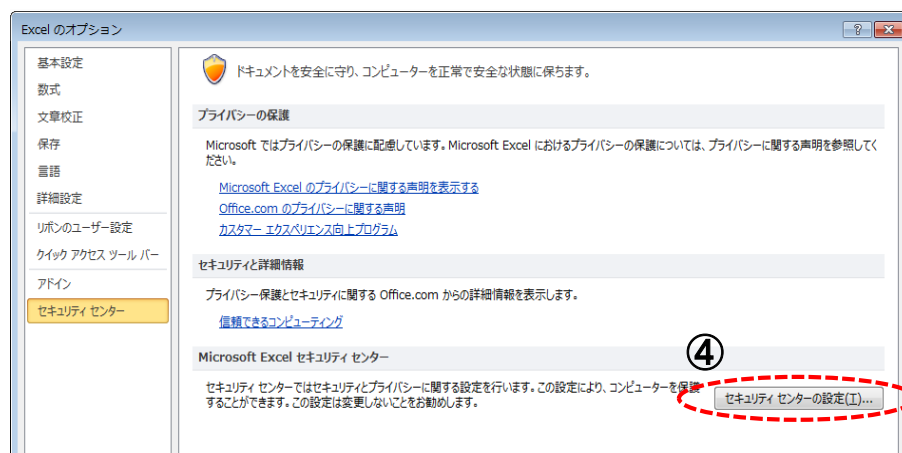 Excel のオプション
基本設定
数式
文章校正
保存
言語
詳細設定
リボンのユーザー設定
クイック アクセス ツール バー
アドイン
セキュリティ センター
ドキュメントを安全に守り、コンピューターを正常で安全な状態に保ちます。
プライバシーの保護
Microsoft ではプライバシーの保護に配慮しています。Microsoft Excel におけるプライバシーの保護については、プライバシーに関する声明を参照してく
ださい。
Microsoft Excel のプライバシーに関する声明を表示する
Office.com のプライバシーに関する声明
カスタマー エクスペリエンス向上プログラム
セキュリティと詳細情報
プライバシー保護とセキュリティに関する Office.com からの詳細情報を表示します。
信頼できるコンピューティング
Microsoft Excel セキュリティ センター
④
セキュリティ センターではセキュリティとプライバシーに関する設定を行います。この設定により、コンピューターを保護
することができます。この設定は変更しないことをお勧めします。
セキュリティ センターの設定(T)...